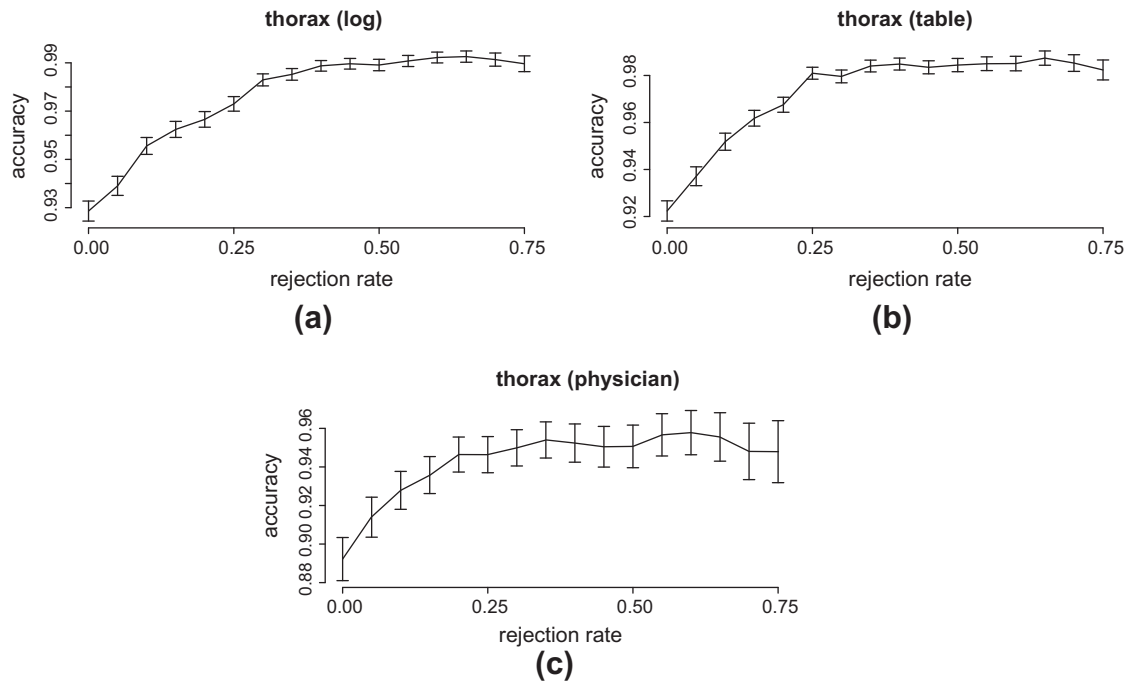 thorax (log)
accuracy
0.93 0.95 0.97 0.99
0.00 0.25 0.50 0.75
rejection rate
(a)
thorax (table)
accuracy
0.92 0.94 0.96 0.98
0.00 0.25 0.50 0.75
rejection rate
(b)
thorax (physician)
accuracy
0.88 0.90 0.92 0.94 0.96
0.00 0.25 0.50 0.75
rejection rate
(c)